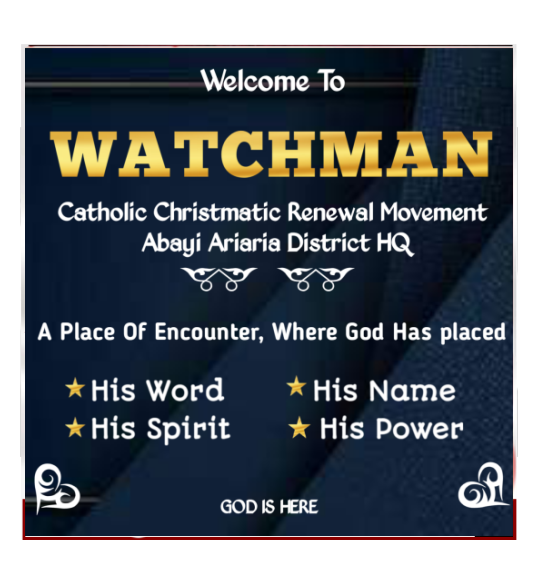 Welcome To
WATCHMAN
Catholic Christmatic Renewal Movement
Abayi Ariaria District HQ
A Place Of Encounter, Where God Has placed
His Word His Name
His Spirit His Power
GOD IS HERE